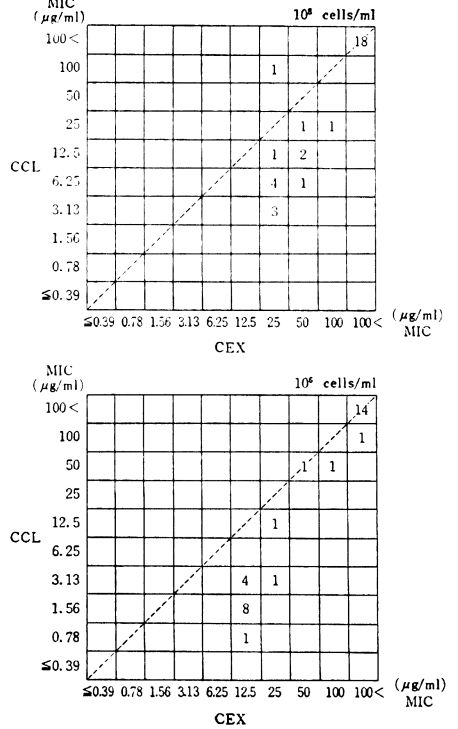 MIC
(μg/ml)
10⁸ cells/ml
100< 18
100 1
50
25 1 1
12.5 1 2
CCL
6.25 4 1
3.13 3
1.56
0.78
≦0.39
≦0.39 0.78 1.56 3.13 6.25 12.5 25 50 100 100< (μg/ml)
MIC
CEX
MIC
(μg/ml)
10⁶ cells/ml
100< 14
100 1
50 1 1
25
12.5 1
CCL
6.25
3.13 4 1
1.56 8
0.78 1
≦0.39
≦0.39 0.78 1.56 3.13 6.25 12.5 25 50 100 100< (μg/ml)
MIC
CEX